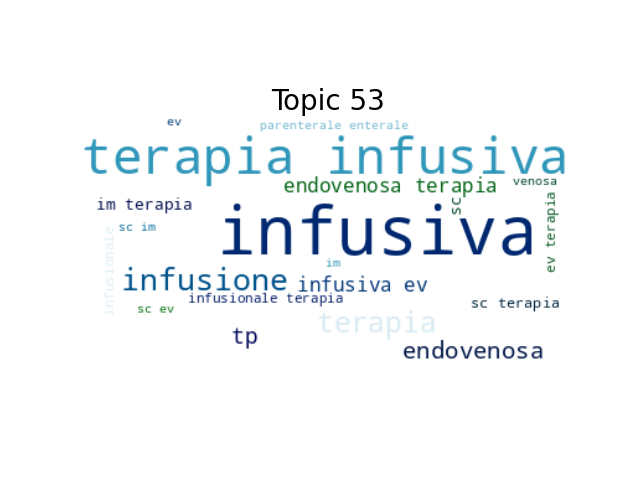 Topic 53
ev
parenterale enterale
terapia infusiva
endovenosa terapia
venosa
im terapia
sc
ev terapia
sc im
infusiva
infusionale
im
infusione
infusiva ev
infusionale terapia
sc terapia
sc ev
terapia
tp
endovenosa